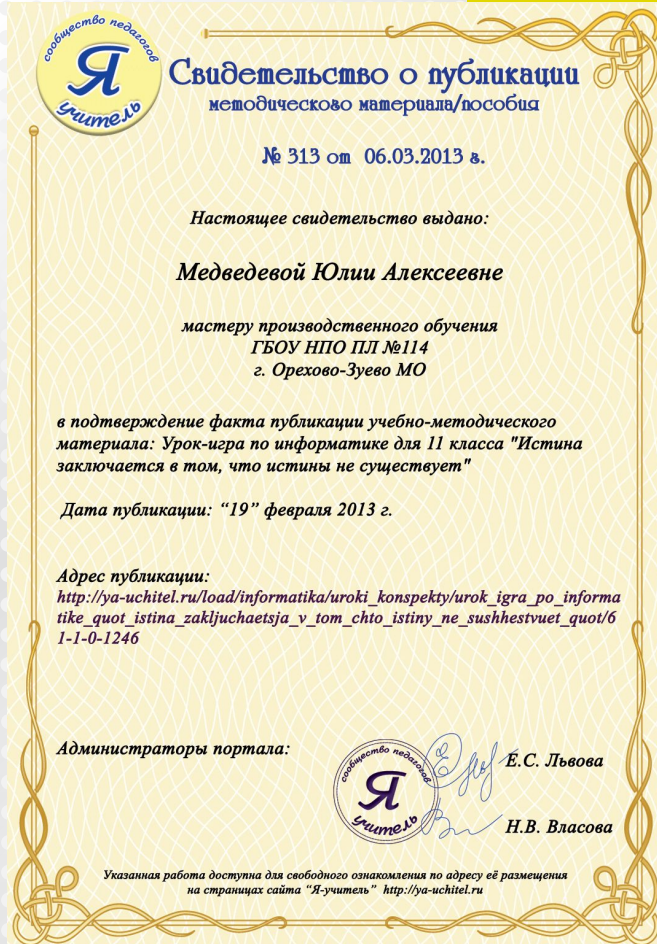 сообщество педагогов
Я
учитель
Свидетельство о публикации
методического материала/пособия
№ 313 от 06.03.2013 г.
Настоящее свидетельство выдано:
Медведевой Юлии Алексеевне
мастеру производственного обучения
ГБОУ НПО ПЛ №114
г. Орехово-Зуево МО
в подтверждение факта публикации учебно-методического
материала: Урок-игра по информатике для 11 класса "Истина
заключается в том, что истины не существует"
Дата публикации: “19” февраля 2013 г.
Адрес публикации:
http://ya-uchitel.ru/load/informatika/uroki_konspekty/urok_igra_po_informa
tike_quot_istina_zakljuchaetsja_v_tom_chto_istiny_ne_sushhestvuet_quot/6
1-1-0-1246
Администраторы портала:
сообщество педагогов
Я
учитель
Е.С. Львова
Н.В. Власова
Указанная работа доступна для свободного ознакомления по адресу её размещения
на страницах сайта “Я-учитель” http://ya-uchitel.ru